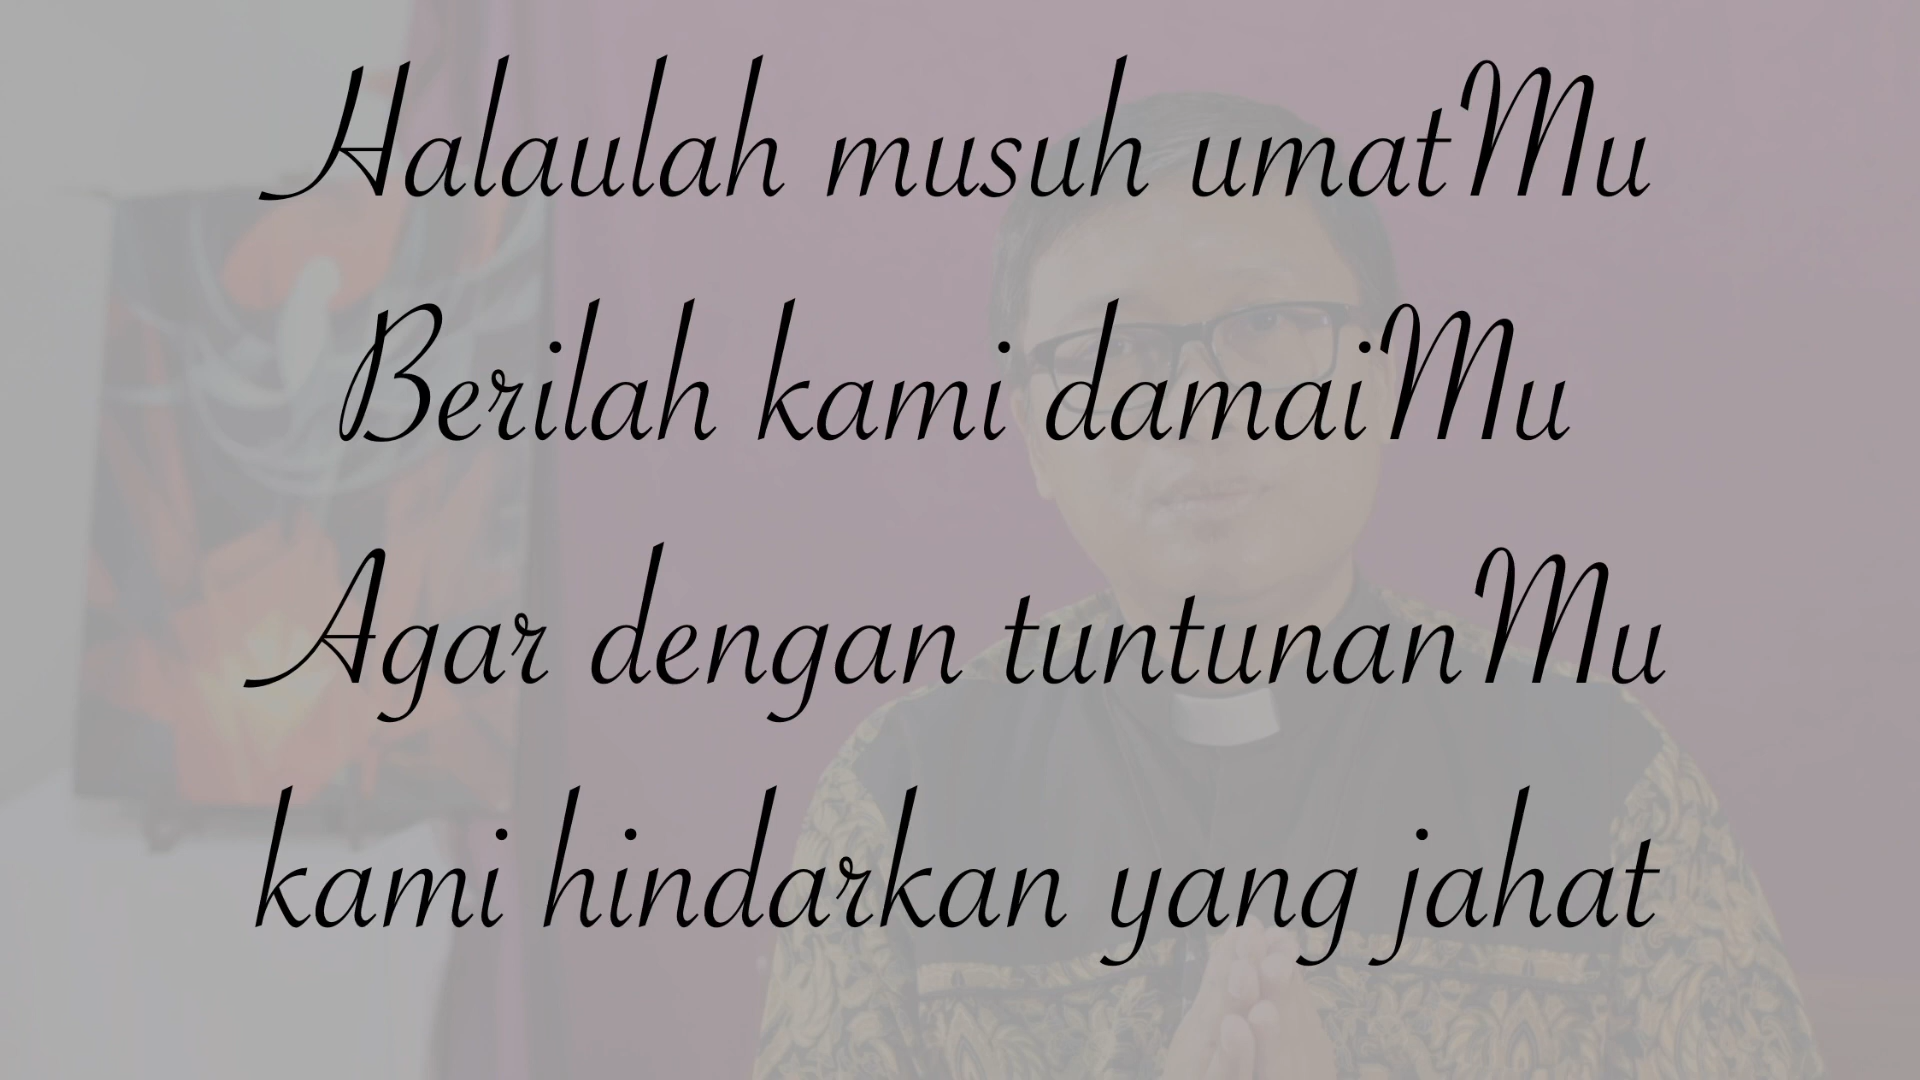 Halaulah musuh umatMu
Berilah kami damaiMu
Agar dengan tuntunanMu
kami hindarkan yang jahat